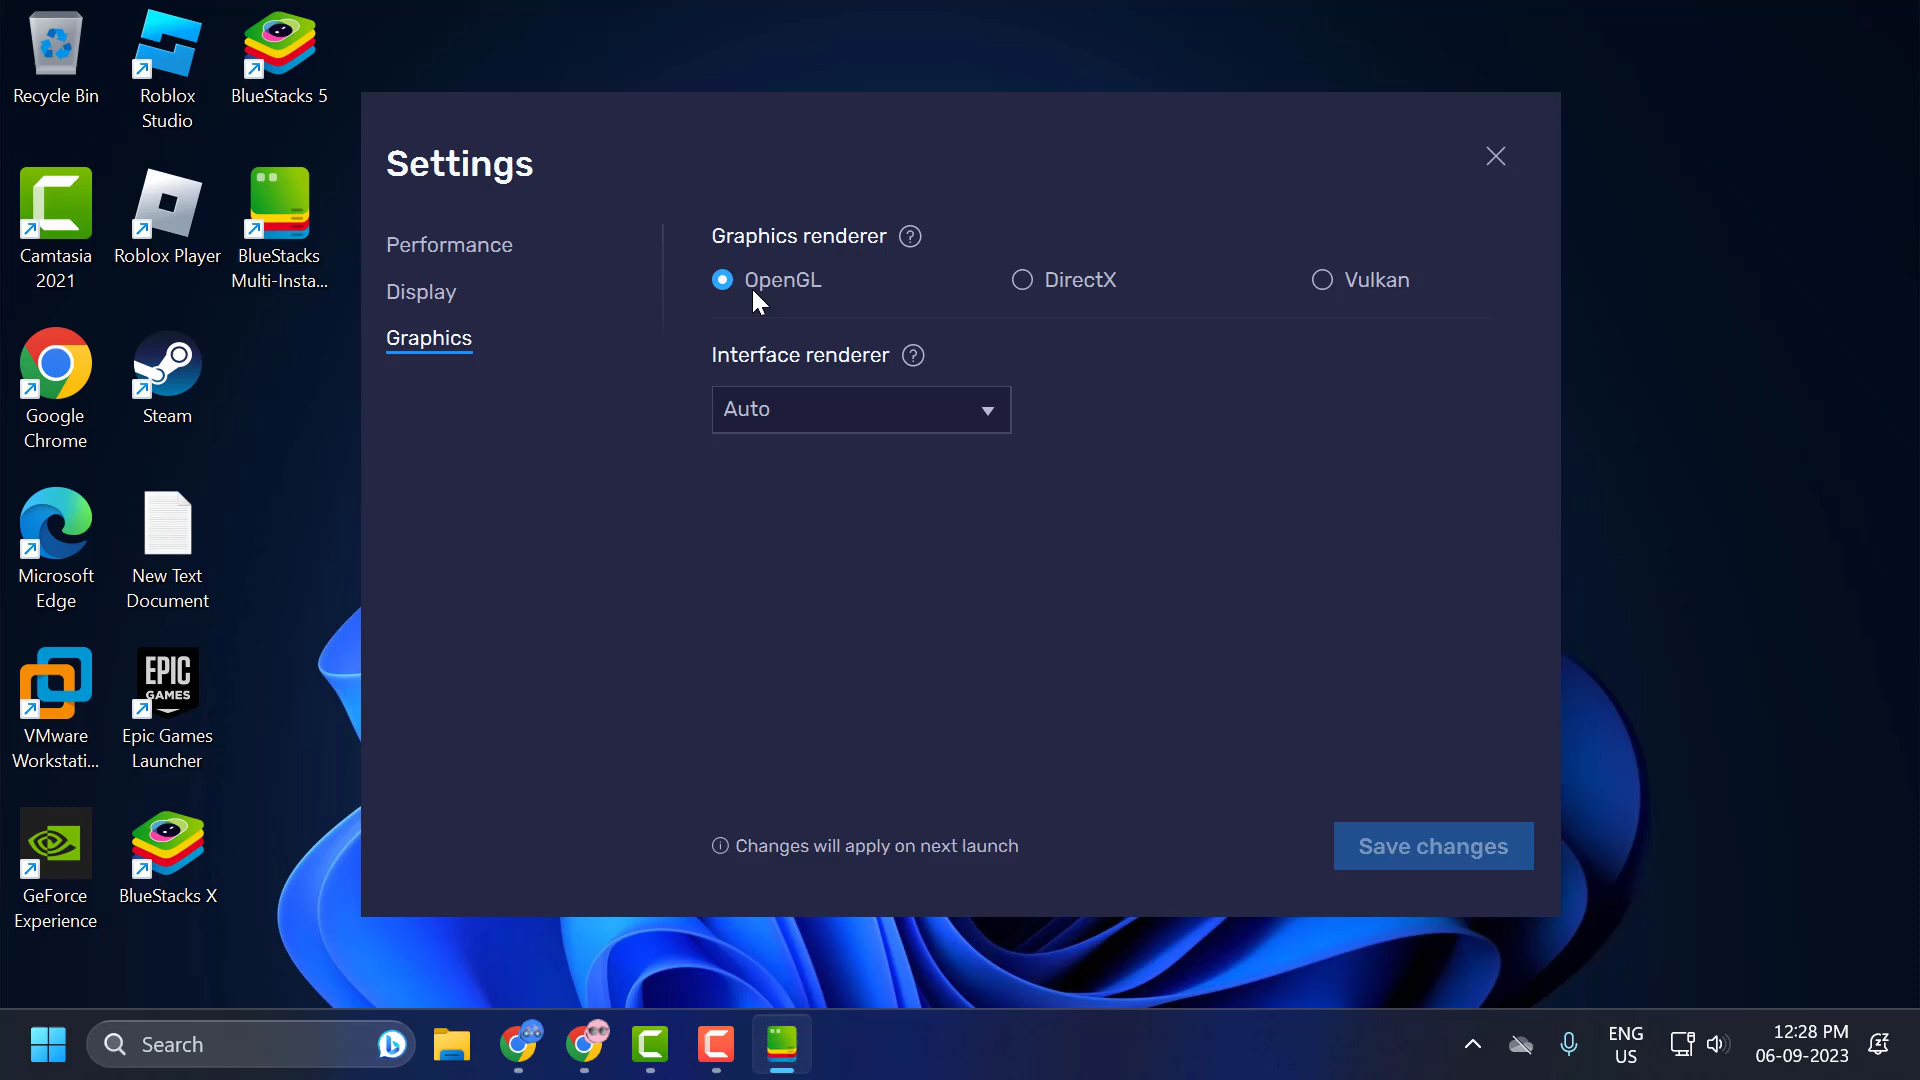 Recycle Bin
Roblox
Studio
BlueStacks 5
Camtasia
2021
Roblox Player
BlueStacks
Multi-Insta...
Google
Chrome
Steam
Microsoft
Edge
New Text
Document
VMware
Workstati...
EPIC
GAMES
Epic Games
Launcher
GeForce
Experience
BlueStacks X
Settings
Performance
Display
Graphics
Graphics renderer ?
OpenGL
DirectX
Vulkan
Interface renderer ?
Auto
Changes will apply on next launch
Save changes
Search
ENG
US
12:28 PM
06-09-2023